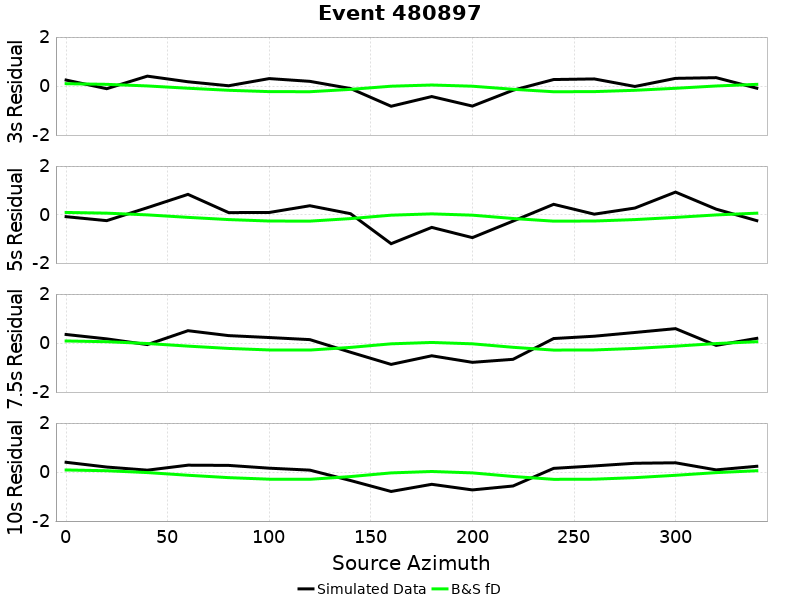 Event 480897
2
0
-2
3s Residual
2
0
-2
5s Residual
2
0
-2
7.5s Residual
2
0
-2
10s Residual
0 50 100 150 200 250 300
Source Azimuth
Simulated Data B&S fD